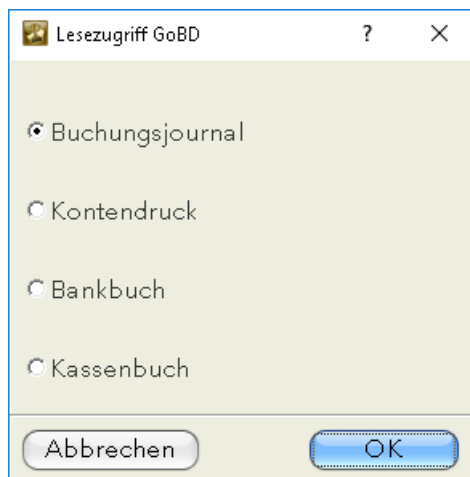 Lesezugriff GoBD ?
Buchungsjournal
Kontendruck
Bankbuch
Kassenbuch
Abbrechen OK